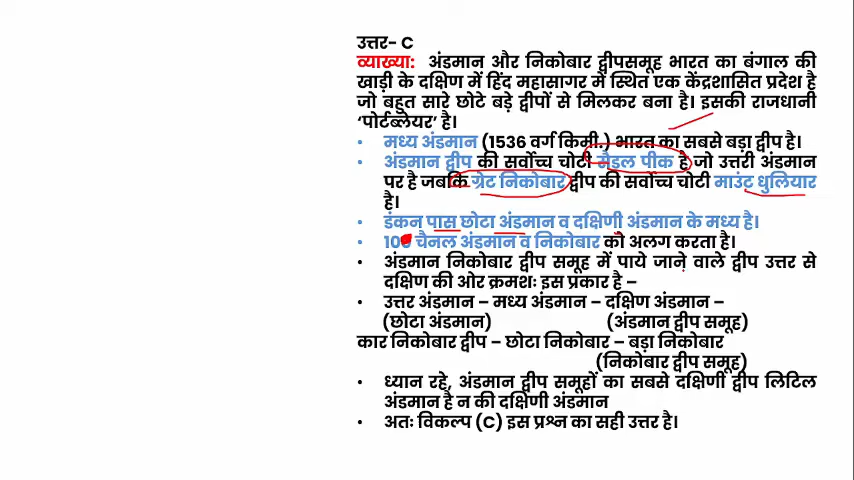 उत्तर- C
व्याख्या: अंडमान और निकोबार द्वीपसमूह भारत का बंगाल की
खाड़ी के दक्षिण में हिंद महासागर में स्थित एक केंद्रशासित प्रदेश है
जो बहुत सारे छोटे बड़े द्वीपों से मिलकर बना है। इसकी राजधानी
‘पोर्टब्लेयर’ है।
• मध्य अंडमान (1536 वर्ग किमी.) भारत का सबसे बड़ा द्वीप है।
• अंडमान द्वीप की सर्वोच्च चोटी सैडल पीक है जो उत्तरी अंडमान
पर है जबकि ग्रेट निकोबार द्वीप की सर्वोच्च चोटी माउंट थुलियार
है।
• डंकन पास छोटा अंडमान व दक्षिणी अंडमान के मध्य है।
• 10° चैनल अंडमान व निकोबार को अलग करता है।
• अंडमान निकोबार द्वीप समूह में पाये जाने वाले द्वीप उत्तर से
दक्षिण की ओर क्रमशः इस प्रकार है –
• उत्तर अंडमान – मध्य अंडमान – दक्षिण अंडमान –
(छोटा अंडमान) (अंडमान द्वीप समूह)
कार निकोबार द्वीप – छोटा निकोबार – बड़ा निकोबार
(निकोबार द्वीप समूह)
• ध्यान रहे, अंडमान द्वीप समूहों का सबसे दक्षिणी द्वीप लिटिल
अंडमान है न की दक्षिणी अंडमान
• अतः विकल्प (C) इस प्रश्न का सही उत्तर है।